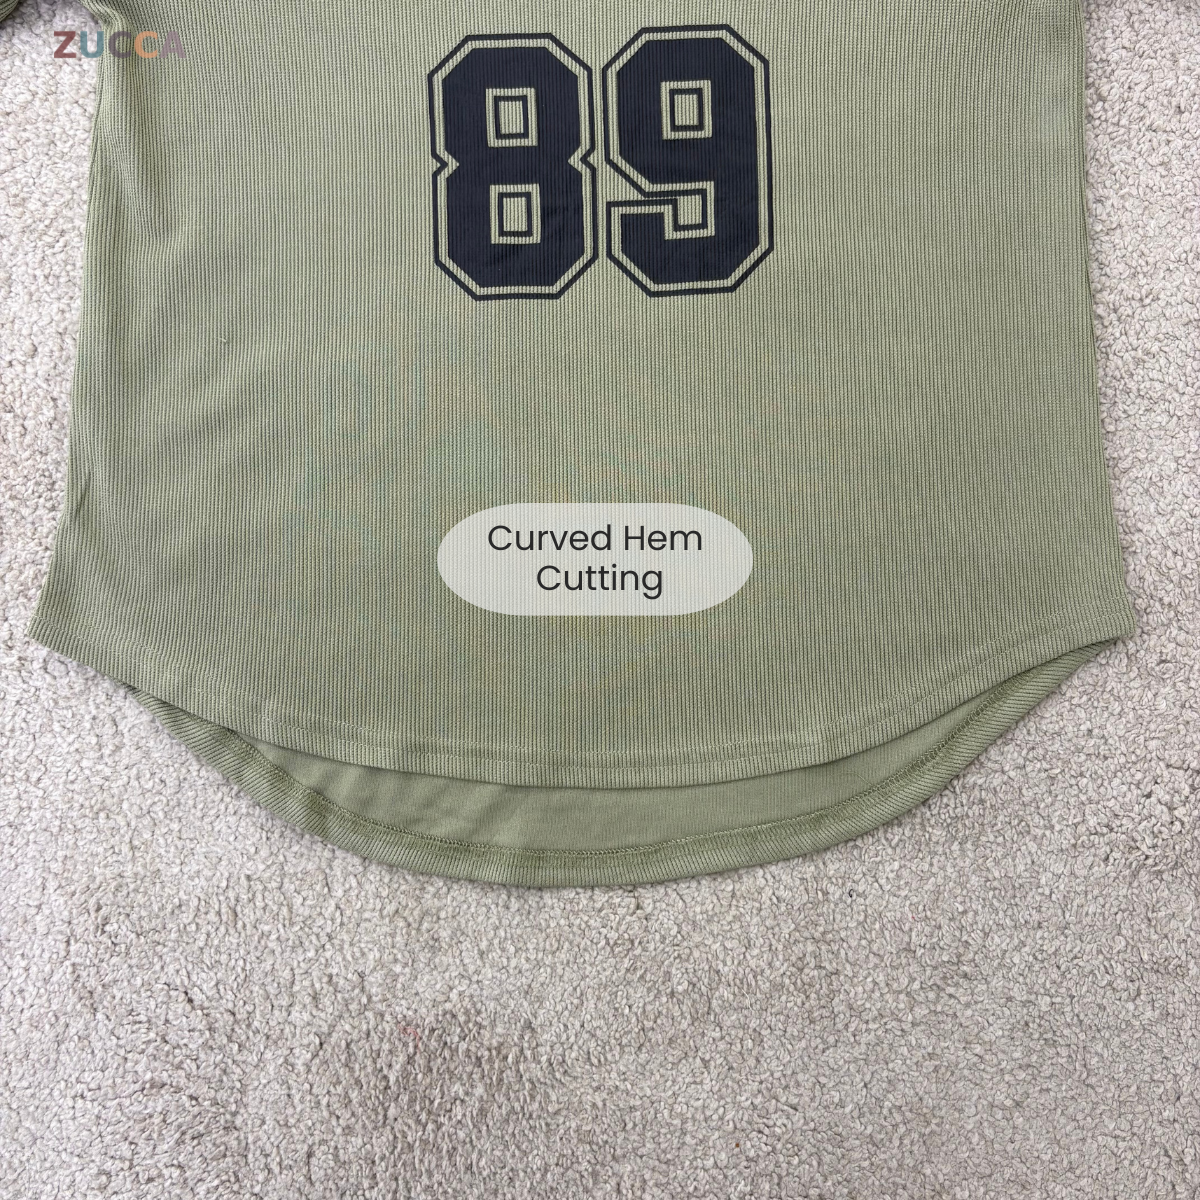 ZUCCA
89
Curved Hem
Cutting